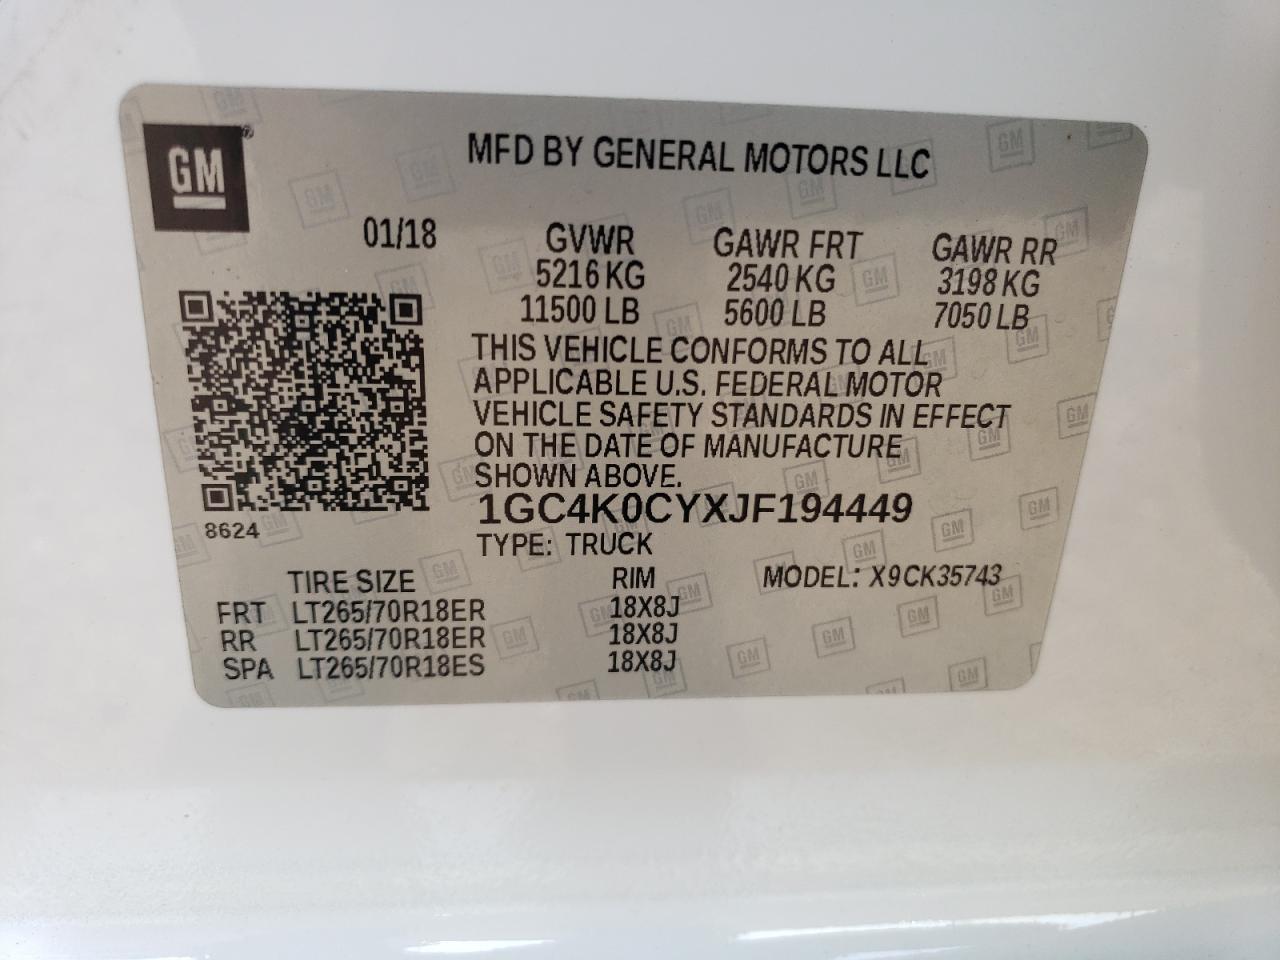 GM
MFD BY GENERAL MOTORS LLC
01/18
GVWR GAWR FRT GAWR RR
5216 KG 2540 KG 3198 KG
11500 LB 5600 LB 7050 LB
THIS VEHICLE CONFORMS TO ALL
APPLICABLE U.S. FEDERAL MOTOR
VEHICLE SAFETY STANDARDS IN EFFECT
ON THE DATE OF MANUFACTURE
SHOWN ABOVE.
1GC4K0CYXJF194449
8624
TYPE: TRUCK
TIRE SIZE RIM MODEL: X9CK35743
FRT LT265/70R18ER 18X8J
RR LT265/70R18ER 18X8J
SPA LT265/70R18ES 18X8J